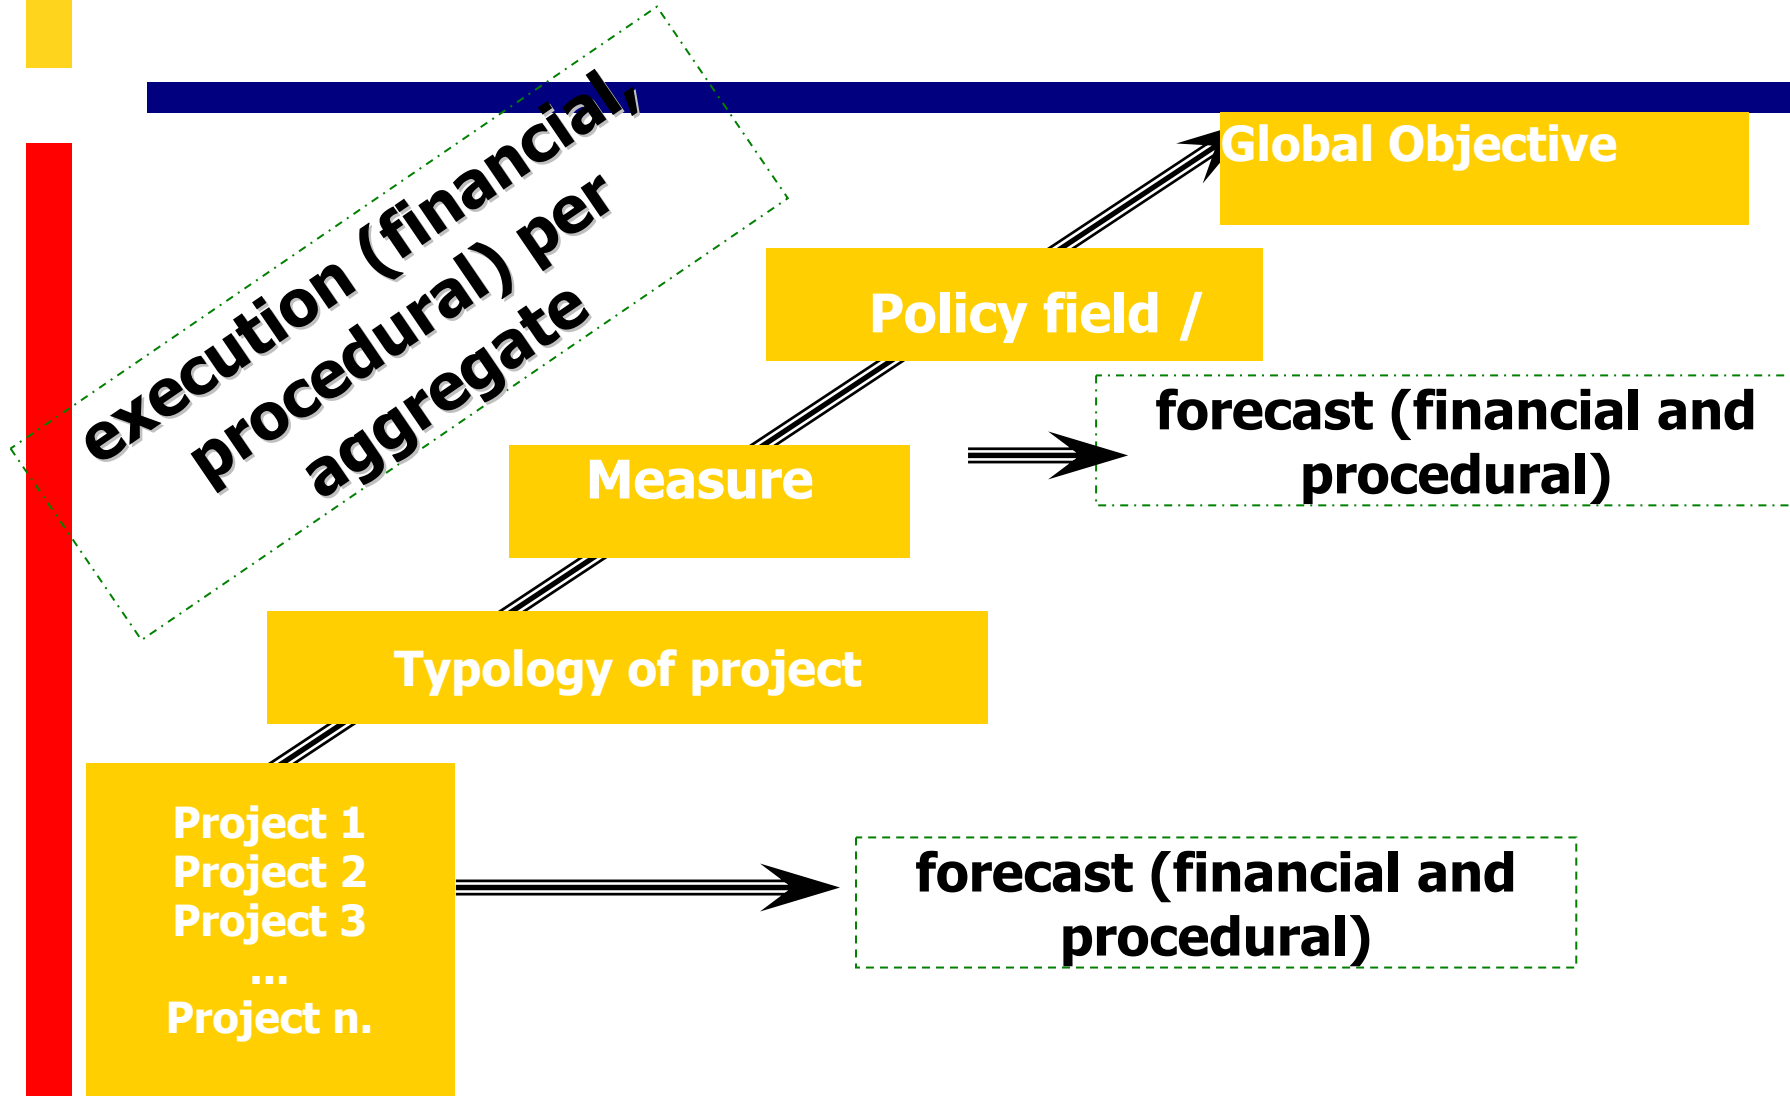 execution (financial,
procedural) per
aggregate
Global Objective
Policy field /
forecast (financial and
procedural)
Measure
Typology of project
Project 1
Project 2
Project 3
...
Project n.
forecast (financial and
procedural)